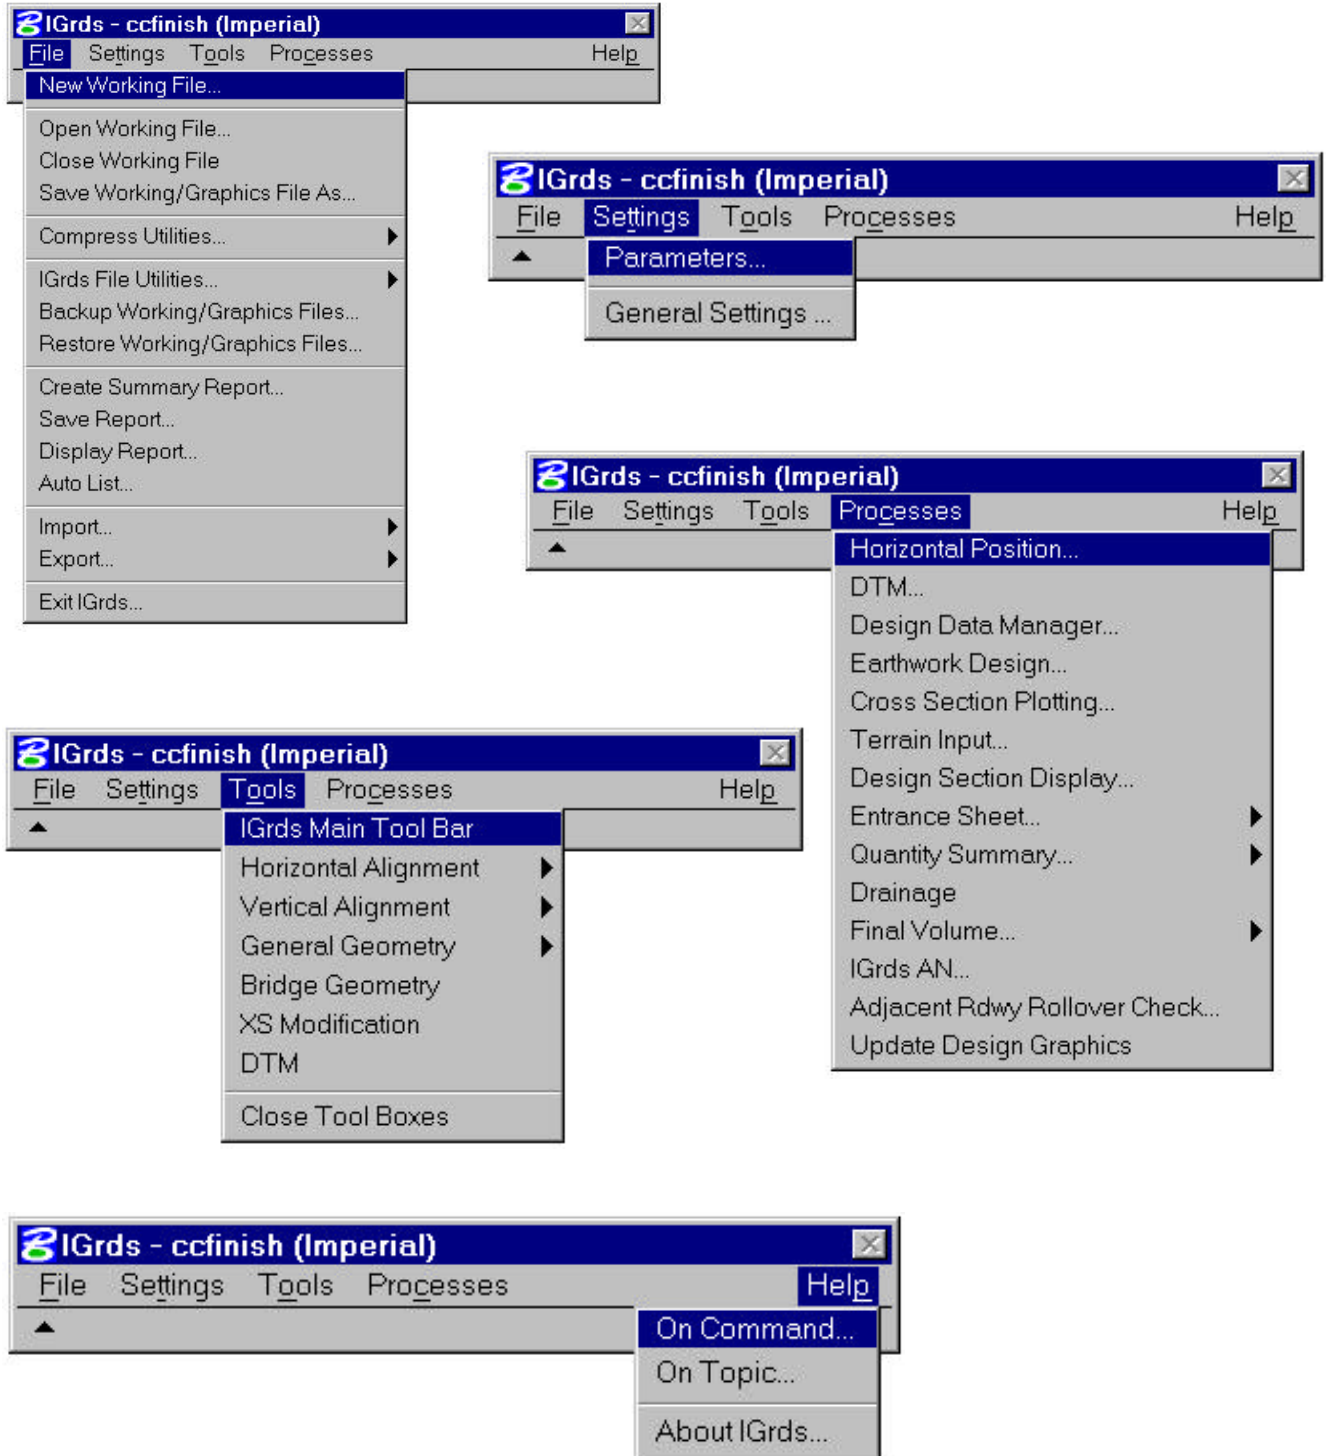 IGrds - ccfinish (Imperial)
File Settings Tools Processes Help
New Working File...
Open Working File...
Close Working File
Save Working/Graphics File As...
Compress Utilities...
IGrds File Utilities...
Backup Working/Graphics Files...
Restore Working/Graphics Files...
Create Summary Report...
Save Report...
Display Report...
Auto List...
Import...
Export...
Exit IGrds...
IGrds - ccfinish (Imperial)
File Settings Tools Processes Help
Parameters...
General Settings ...
IGrds - ccfinish (Imperial)
File Settings Tools Processes Help
Horizontal Position...
DTM...
Design Data Manager...
Earthwork Design...
Cross Section Plotting...
Terrain Input...
Design Section Display...
Entrance Sheet...
Quantity Summary...
Drainage
Final Volume...
IGrds AN...
Adjacent Rdwy Rollover Check...
Update Design Graphics
IGrds - ccfinish (Imperial)
File Settings Tools Processes Help
IGrds Main Tool Bar
Horizontal Alignment
Vertical Alignment
General Geometry
Bridge Geometry
XS Modification
DTM
Close Tool Boxes
IGrds - ccfinish (Imperial)
File Settings Tools Processes Help
On Command...
On Topic...
About IGrds...